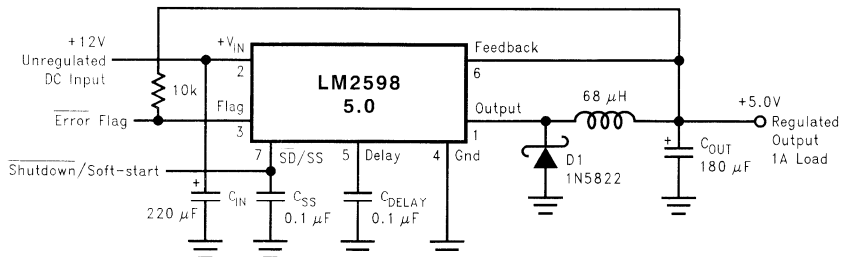 +12V
Unregulated
DC Input
+V_IN
2
LM2598
5.0
Feedback
6
10k
Error Flag
Flag
3
Output
1
68 μH
+5.0V
Regulated
Output
1A Load
7
SD/SS
5
Delay
4
Gnd
Shutdown/Soft-start
+
C_IN
220 μF
C_SS
0.1 μF
C_DELAY
0.1 μF
D1
1N5822
+
C_OUT
180 μF